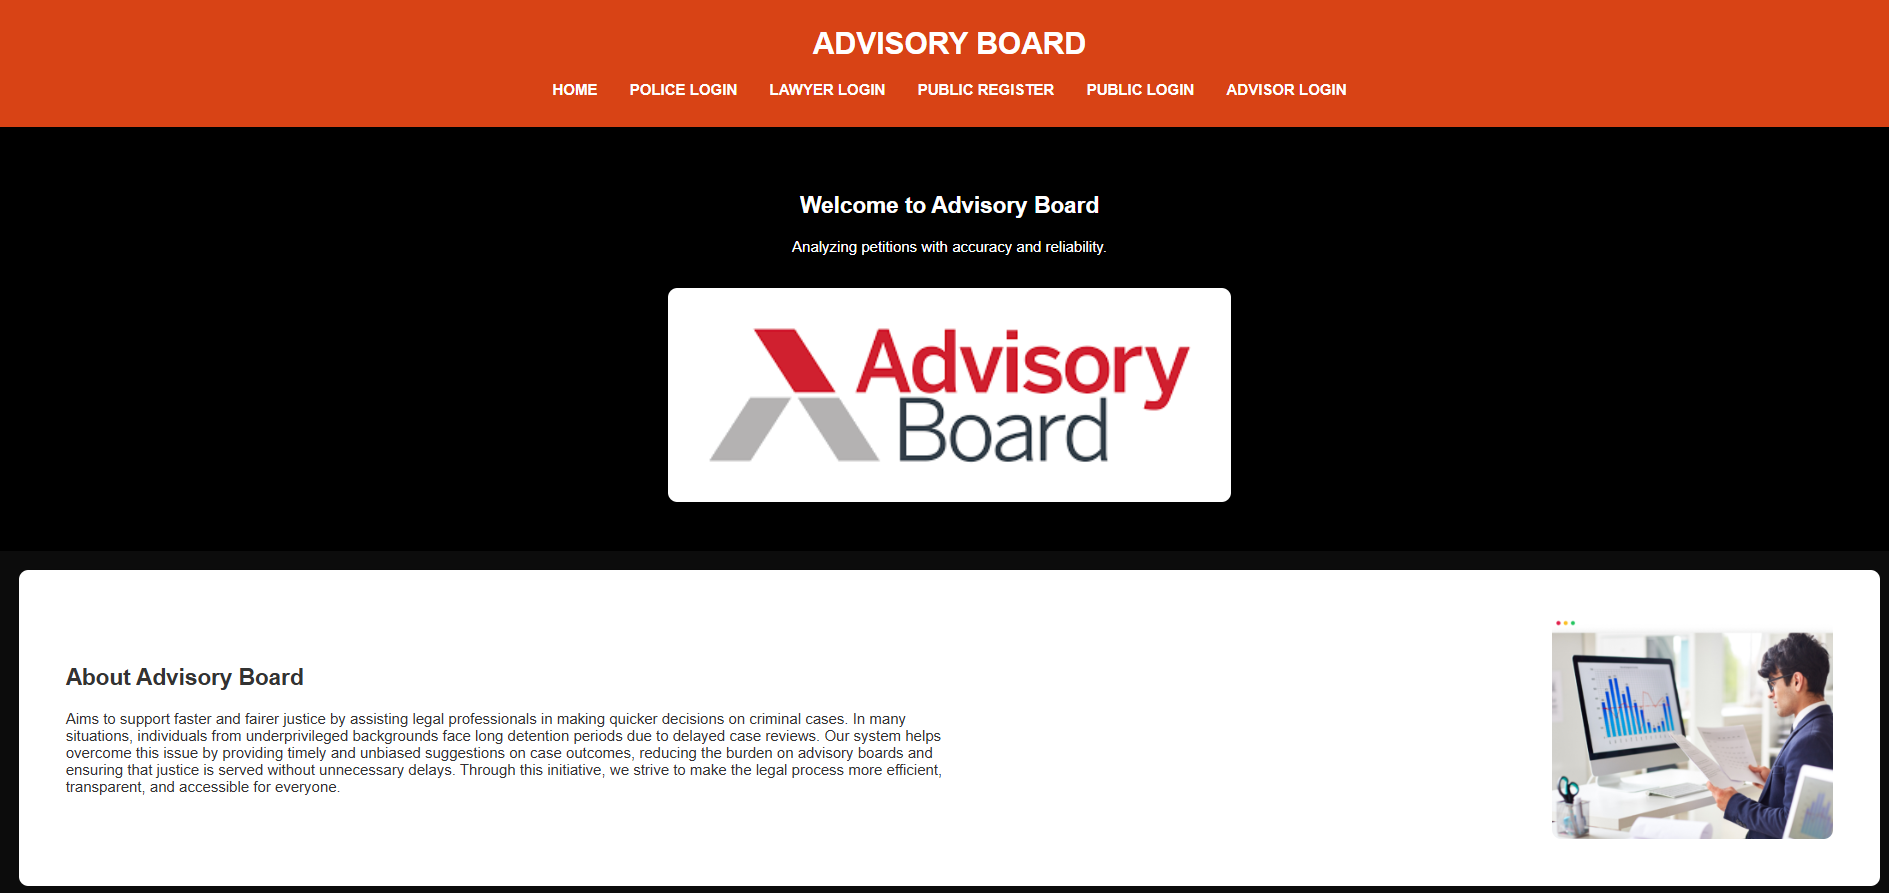 ADVISORY BOARD
HOME POLICE LOGIN LAWYER LOGIN PUBLIC REGISTER PUBLIC LOGIN ADVISOR LOGIN
Welcome to Advisory Board
Analyzing petitions with accuracy and reliability.
Advisory
Board
About Advisory Board
Aims to support faster and fairer justice by assisting legal professionals in making quicker decisions on criminal cases. In many
situations, individuals from underprivileged backgrounds face long detention periods due to delayed case reviews. Our system helps
overcome this issue by providing timely and unbiased suggestions on case outcomes, reducing the burden on advisory boards and
ensuring that justice is served without unnecessary delays. Through this initiative, we strive to make the legal process more efficient,
transparent, and accessible for everyone.